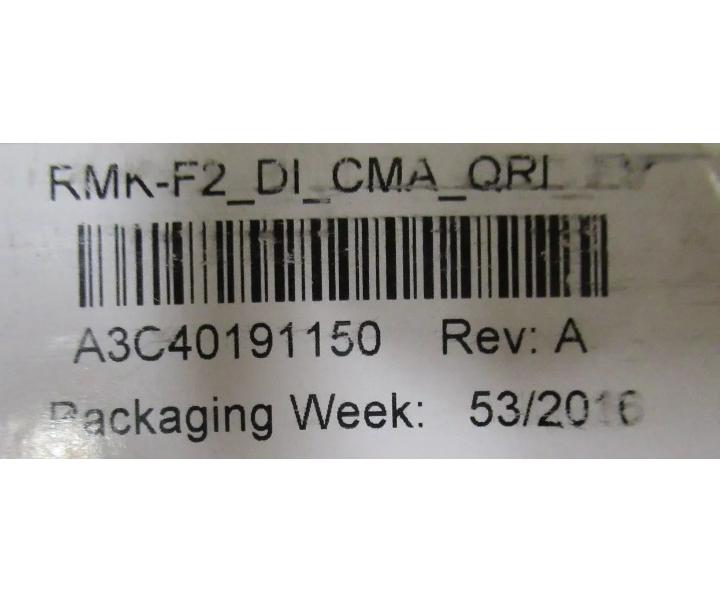 RMK-F2_DI_CMA_QRL
A3C40191150 Rev: A
Packaging Week: 53/2016